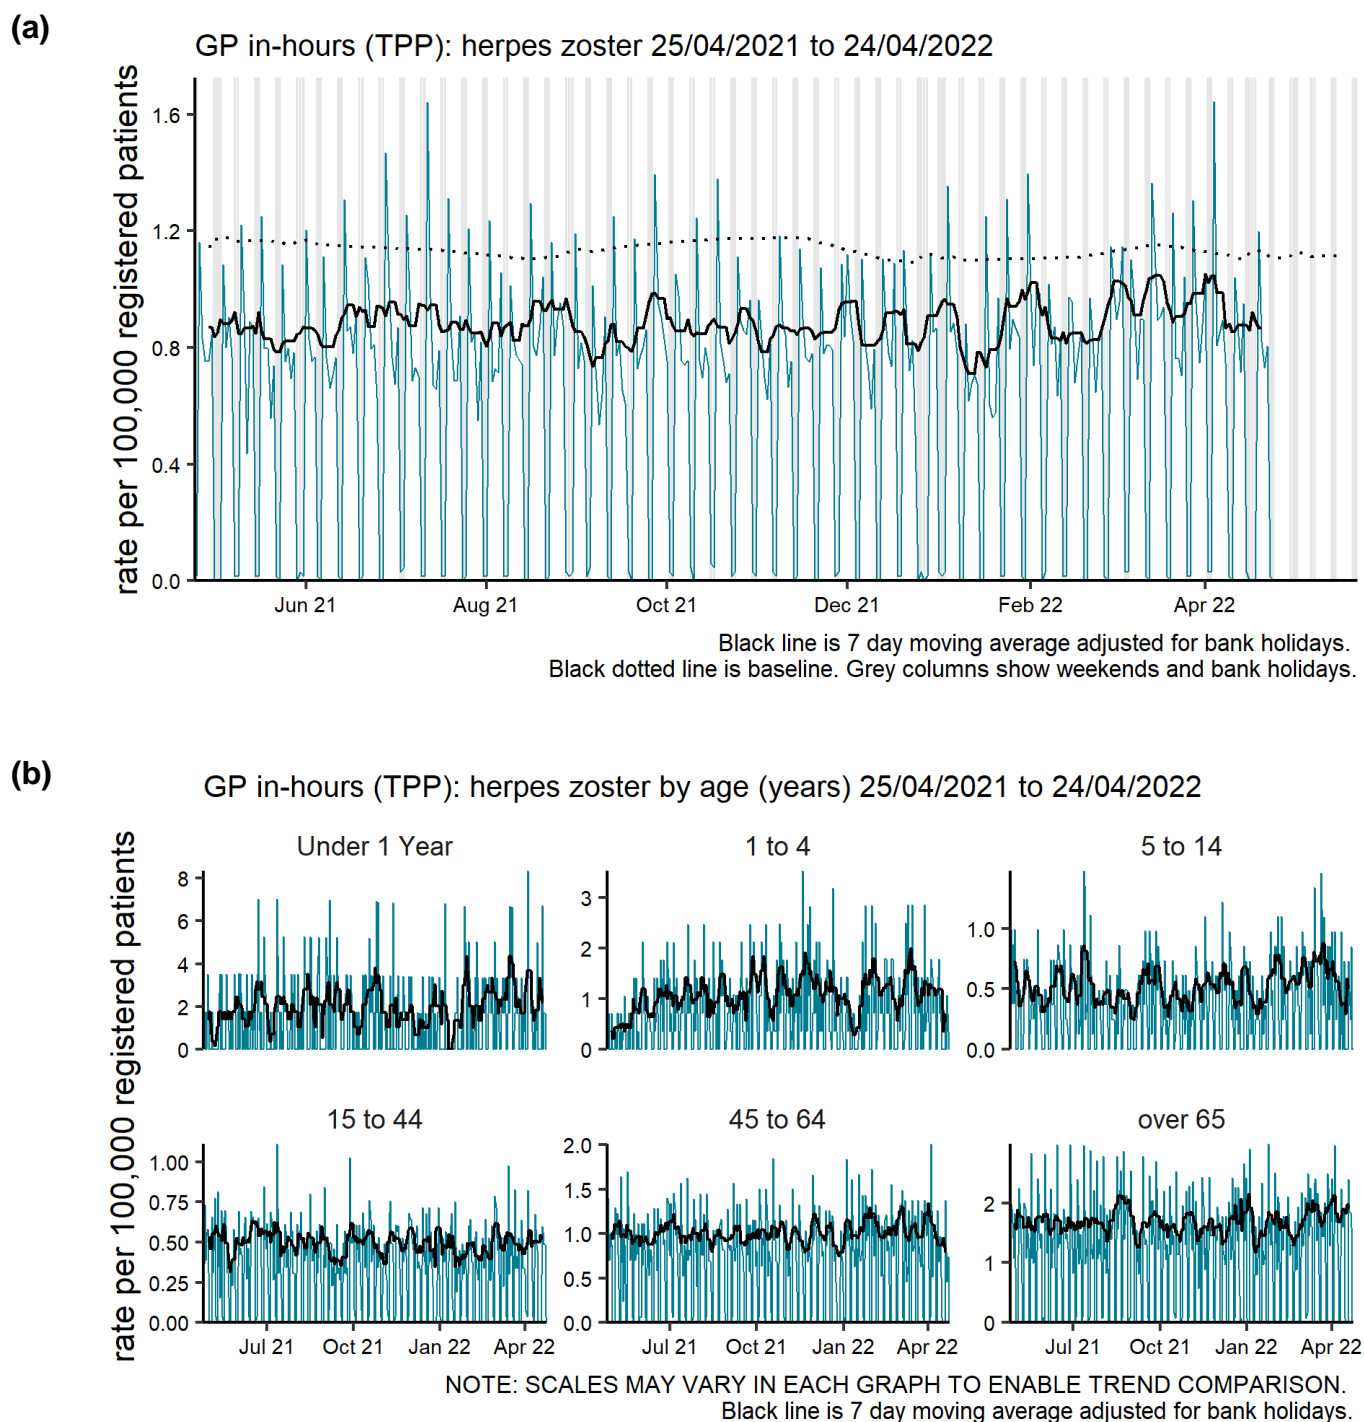 (a)
GP in-hours (TPP): herpes zoster 25/04/2021 to 24/04/2022
rate per 100,000 registered patients
1.6
1.2
0.8
0.4
0.0
Jun 21 Aug 21 Oct 21 Dec 21 Feb 22 Apr 22
Black line is 7 day moving average adjusted for bank holidays.
Black dotted line is baseline. Grey columns show weekends and bank holidays.
(b)
GP in-hours (TPP): herpes zoster by age (years) 25/04/2021 to 24/04/2022
rate per 100,000 registered patients
Under 1 Year
8
6
4
2
0
1 to 4
3
2
1
0
5 to 14
1.0
0.5
0.0
15 to 44
1.00
0.75
0.50
0.25
0.00
Jul 21 Oct 21 Jan 22 Apr 22
45 to 64
2.0
1.5
1.0
0.5
0.0
Jul 21 Oct 21 Jan 22 Apr 22
over 65
2
1
0
Jul 21 Oct 21 Jan 22 Apr 22
NOTE: SCALES MAY VARY IN EACH GRAPH TO ENABLE TREND COMPARISON.
Black line is 7 day moving average adjusted for bank holidays.